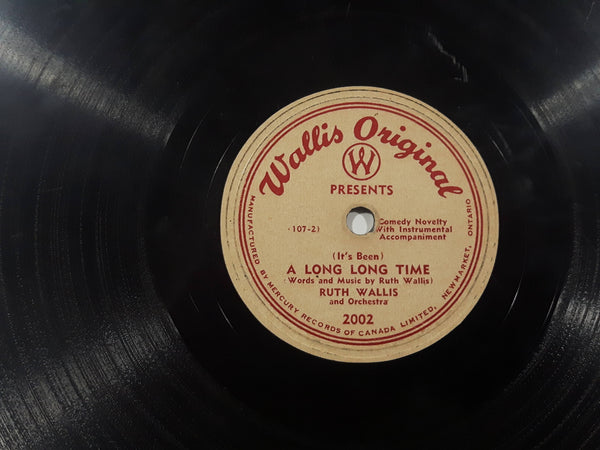 Wallis Original
W
PRESENTS
107-2)
Comedy Novelty
With Instrumental
Accompaniment
(It's Been)
A LONG LONG TIME
(Words and Music by Ruth Wallis)
RUTH WALLIS
and Orchestra
2002
MANUFACTURED BY MERCURY RECORDS OF CANADA LIMITED, NEWMARKET, ONTARIO